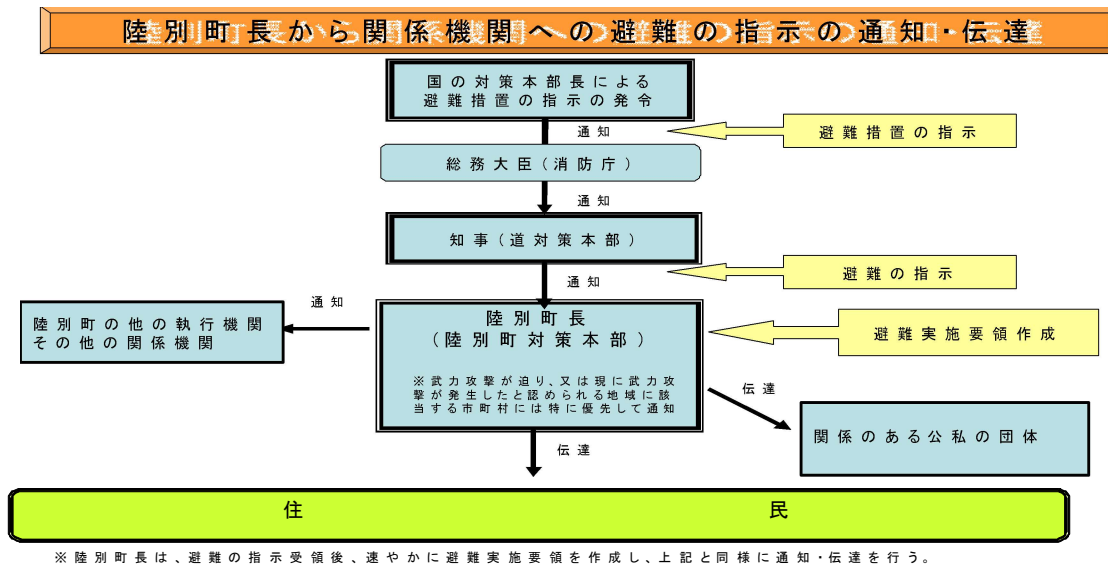 陸別町長から関係機関への避難の指示の通知・伝達
国の対策本部長による
避難措置の指示の発令
通知
避難措置の指示
総務大臣(消防庁)
通知
知事(道対策本部)
通知
避難の指示
通知
陸別町の他の執行機関
その他の関係機関
陸別町長
(陸別町対策本部)
※武力攻撃が迫り、又は現に武力攻
撃が発生したと認められる地域に該
当する市町村には特に優先して通知
避難実施要領作成
伝達
関係のある公私の団体
伝達
住民
※陸別町長は、避難の指示受領後、速やかに避難実施要領を作成し、上記と同様に通知・伝達を行う。